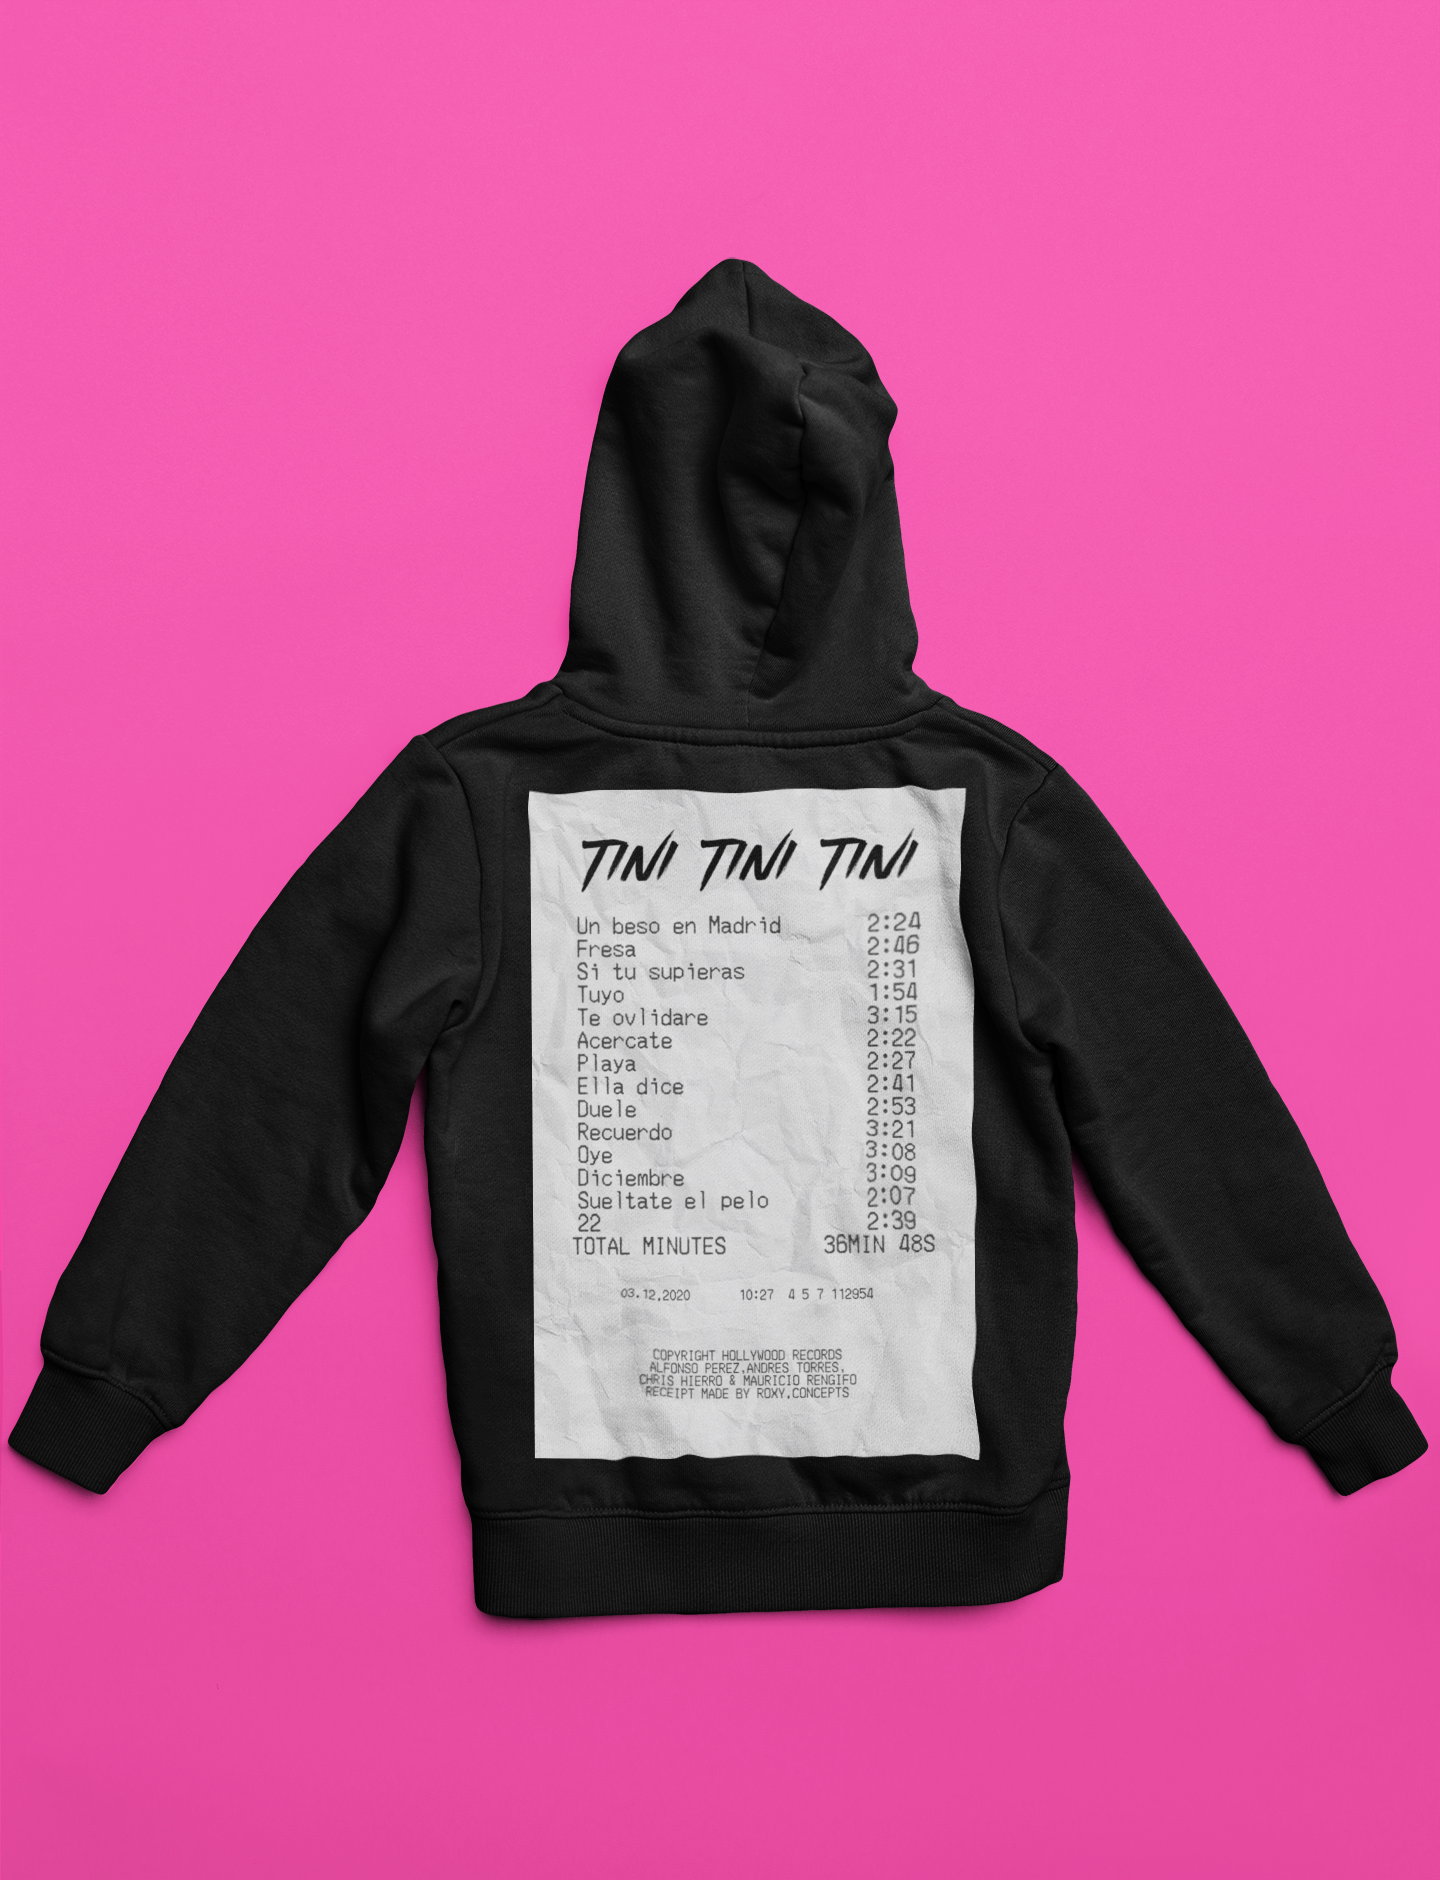 TINI TINI TINI
Un beso en Madrid 2:24
Fresa 2:46
Si tu supieras 2:31
Tuyo 1:54
Te ovlidare 3:15
Acercate 2:22
Playa 2:27
Ella dice 2:41
Duele 2:53
Recuerdo 3:21
Oye 3:08
Diciembre 3:09
Sueltate el pelo 2:07
22 2:39
TOTAL MINUTES 36MIN 48S
03.12.2020 10:27 4 5 7 112954
COPYRIGHT HOLLYWOOD RECORDS
ALFONSO PEREZ,ANDRES TORRES,
CHRIS HIERRO & MAURICIO RENGIFO
RECEIPT MADE BY ROXY.CONCEPTS